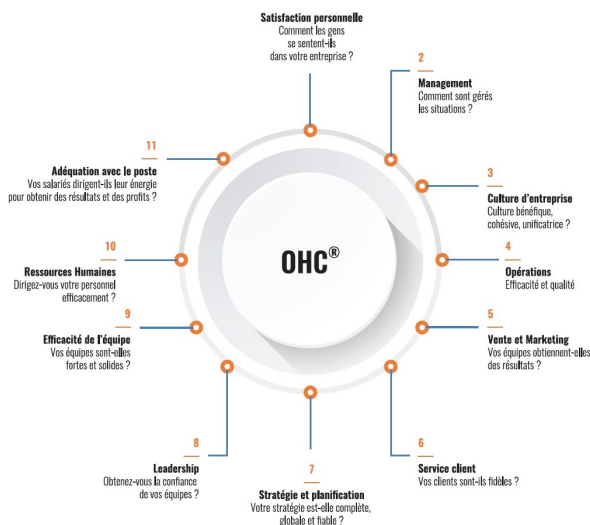 Satisfaction personnelle
Comment les gens
se sentent-ils
dans votre entreprise ?
2
Management
Comment sont gérés
les situations ?
3
Culture d'entreprise
Culture bénéfique,
cohésive, unificatrice ?
4
Opérations
Efficacité et qualité
5
Vente et Marketing
Vos équipes obtiennent-elles
des résultats ?
6
Service client
Vos clients sont-ils fidèles ?
7
Stratégie et planification
Votre stratégie est-elle complète,
globale et fiable ?
8
Leadership
Obtenez-vous la confiance
de vos équipes ?
9
Efficacité de l'équipe
Vos équipes sont-elles
fortes et solides ?
10
Ressources Humaines
Dirigez-vous votre personnel
efficacement ?
11
Adéquation avec le poste
Vos salariés dirigent-ils leur énergie
pour obtenir des résultats et des profits ?
OHC®